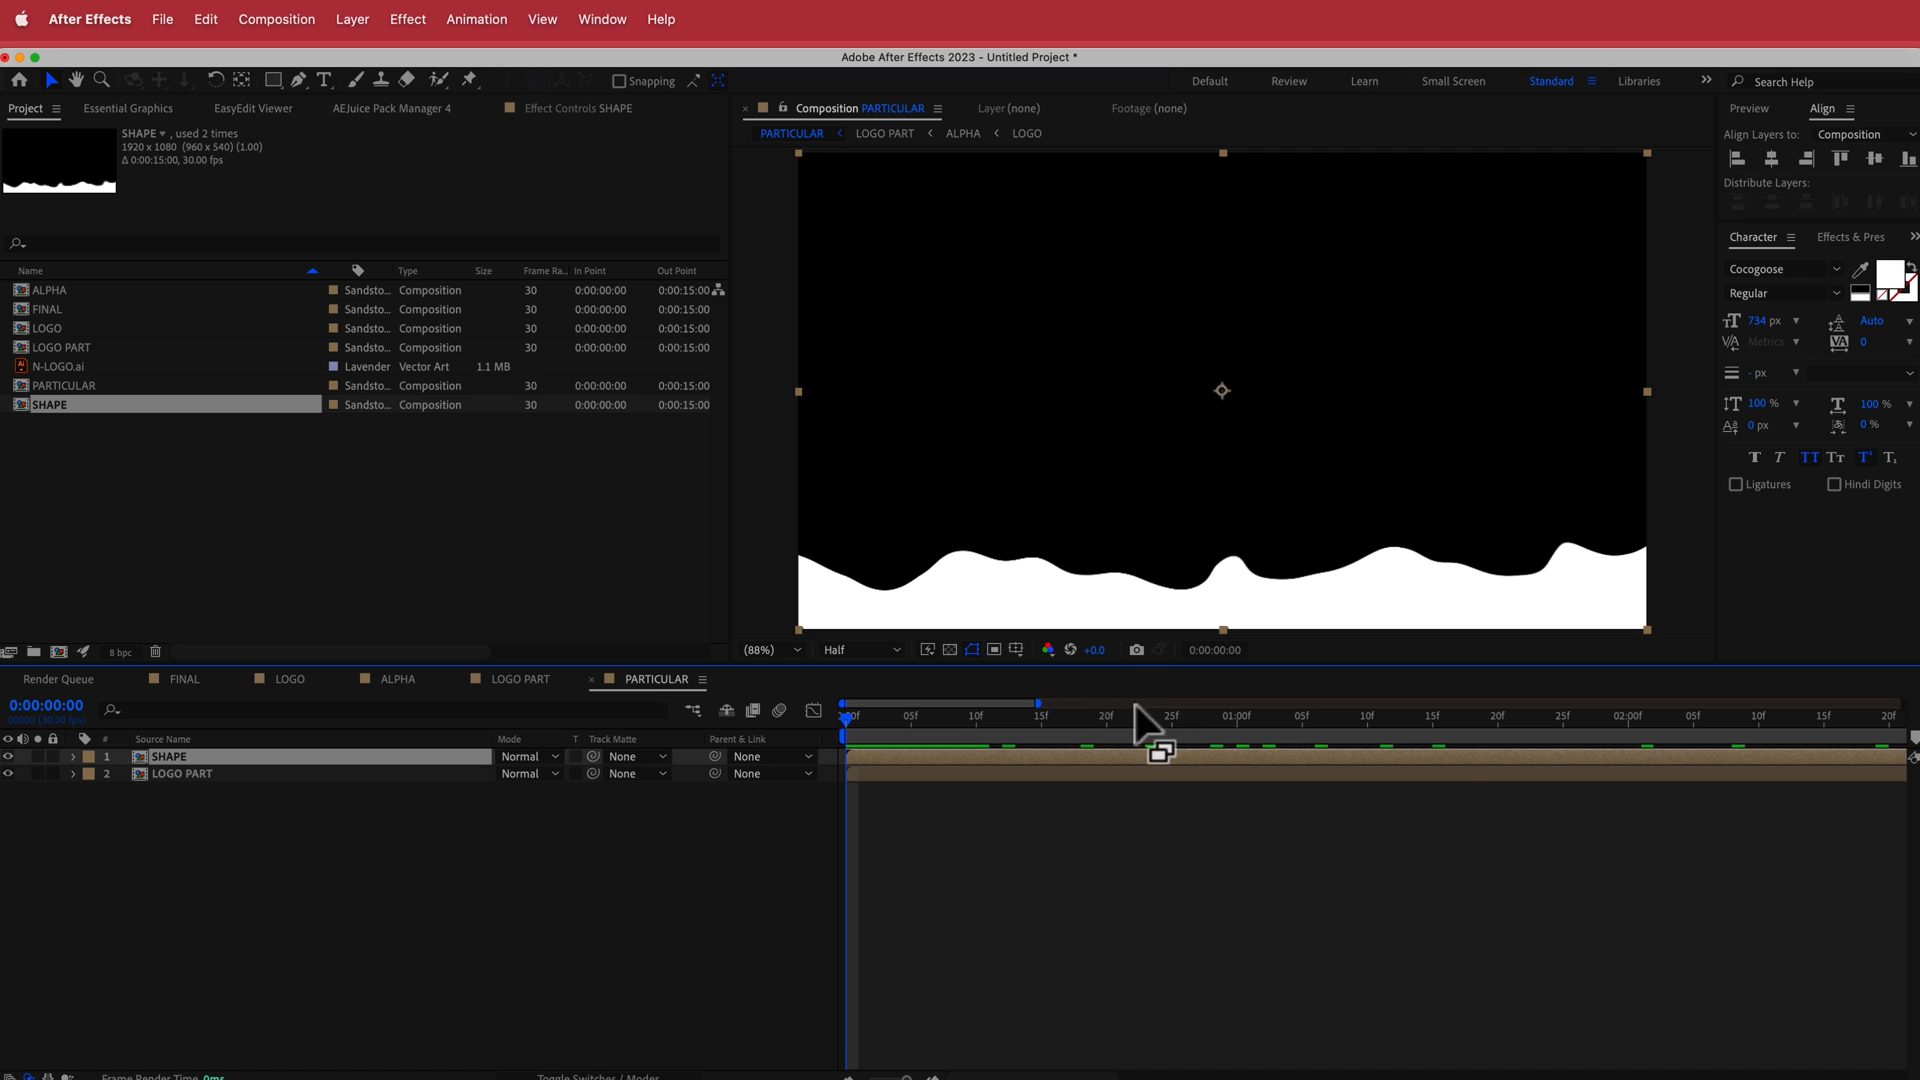 After Effects File Edit Composition Layer Effect Animation View Window Help
Adobe After Effects 2023 - Untitled Project *
Snapping Default Review Learn Small Screen Standard Libraries Search Help
Project Essential Graphics EasyEdit Viewer AEJuice Pack Manager 4 Effect Controls SHAPE
SHAPE , used 2 times
1920 x 1080 (960 x 540) (1.00)
Δ 0:00:15:00, 30.00 fps
Name Type Size Frame Ra... In Point Out Point
ALPHA Sandsto... Composition 30 0:00:00:00 0:00:15:00
FINAL Sandsto... Composition 30 0:00:00:00 0:00:15:00
LOGO Sandsto... Composition 30 0:00:00:00 0:00:15:00
LOGO PART Sandsto... Composition 30 0:00:00:00 0:00:15:00
N-LOGO.ai Lavender Vector Art 1.1 MB
PARTICULAR Sandsto... Composition 30 0:00:00:00 0:00:15:00
SHAPE Sandsto... Composition 30 0:00:00:00 0:00:15:00
8 bpc
Composition PARTICULAR Layer (none) Footage (none)
PARTICULAR LOGO PART ALPHA LOGO
(88%) Half +0.0 0:00:00:00
Preview Align
Align Layers to: Composition
Distribute Layers:
Character Effects & Pres
Cocogoose
Regular
734 px Auto
Metrics 0
- px
100 % 100 %
0 px 0 %
Ligatures Hindi Digits
Render Queue FINAL LOGO ALPHA LOGO PART PARTICULAR
0:00:00:00
00000 (30.00 fps)
:00f 05f 10f 15f 20f 25f 01:00f 05f 10f 15f 20f 25f 02:00f 05f 10f 15f 20f
# Source Name Mode T Track Matte Parent & Link
1 SHAPE Normal None None
2 LOGO PART Normal None None
Frame Render Time 0ms Toggle Switches / Modes